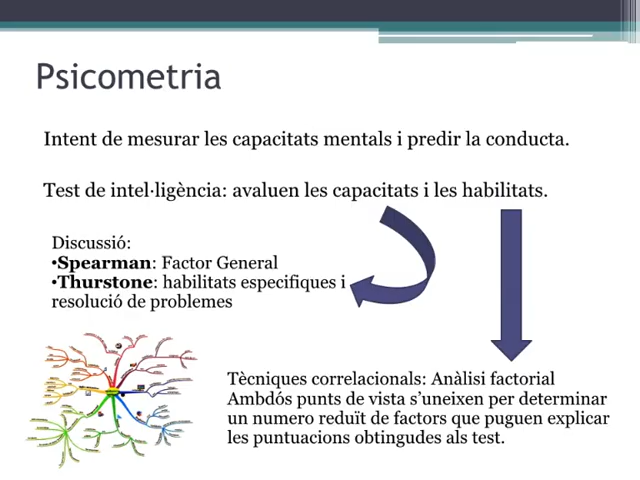 Psicometria
Intent de mesurar les capacitats mentals i predir la conducta.
Test de intel·ligència: avaluen les capacitats i les habilitats.
Discussió:
•Spearman: Factor General
•Thurstone: habilitats especifiques i
resolució de problemes
Tècniques correlacionals: Anàlisi factorial
Ambdós punts de vista s’uneixen per determinar
un numero reduït de factors que puguen explicar
les puntuacions obtingudes als test.